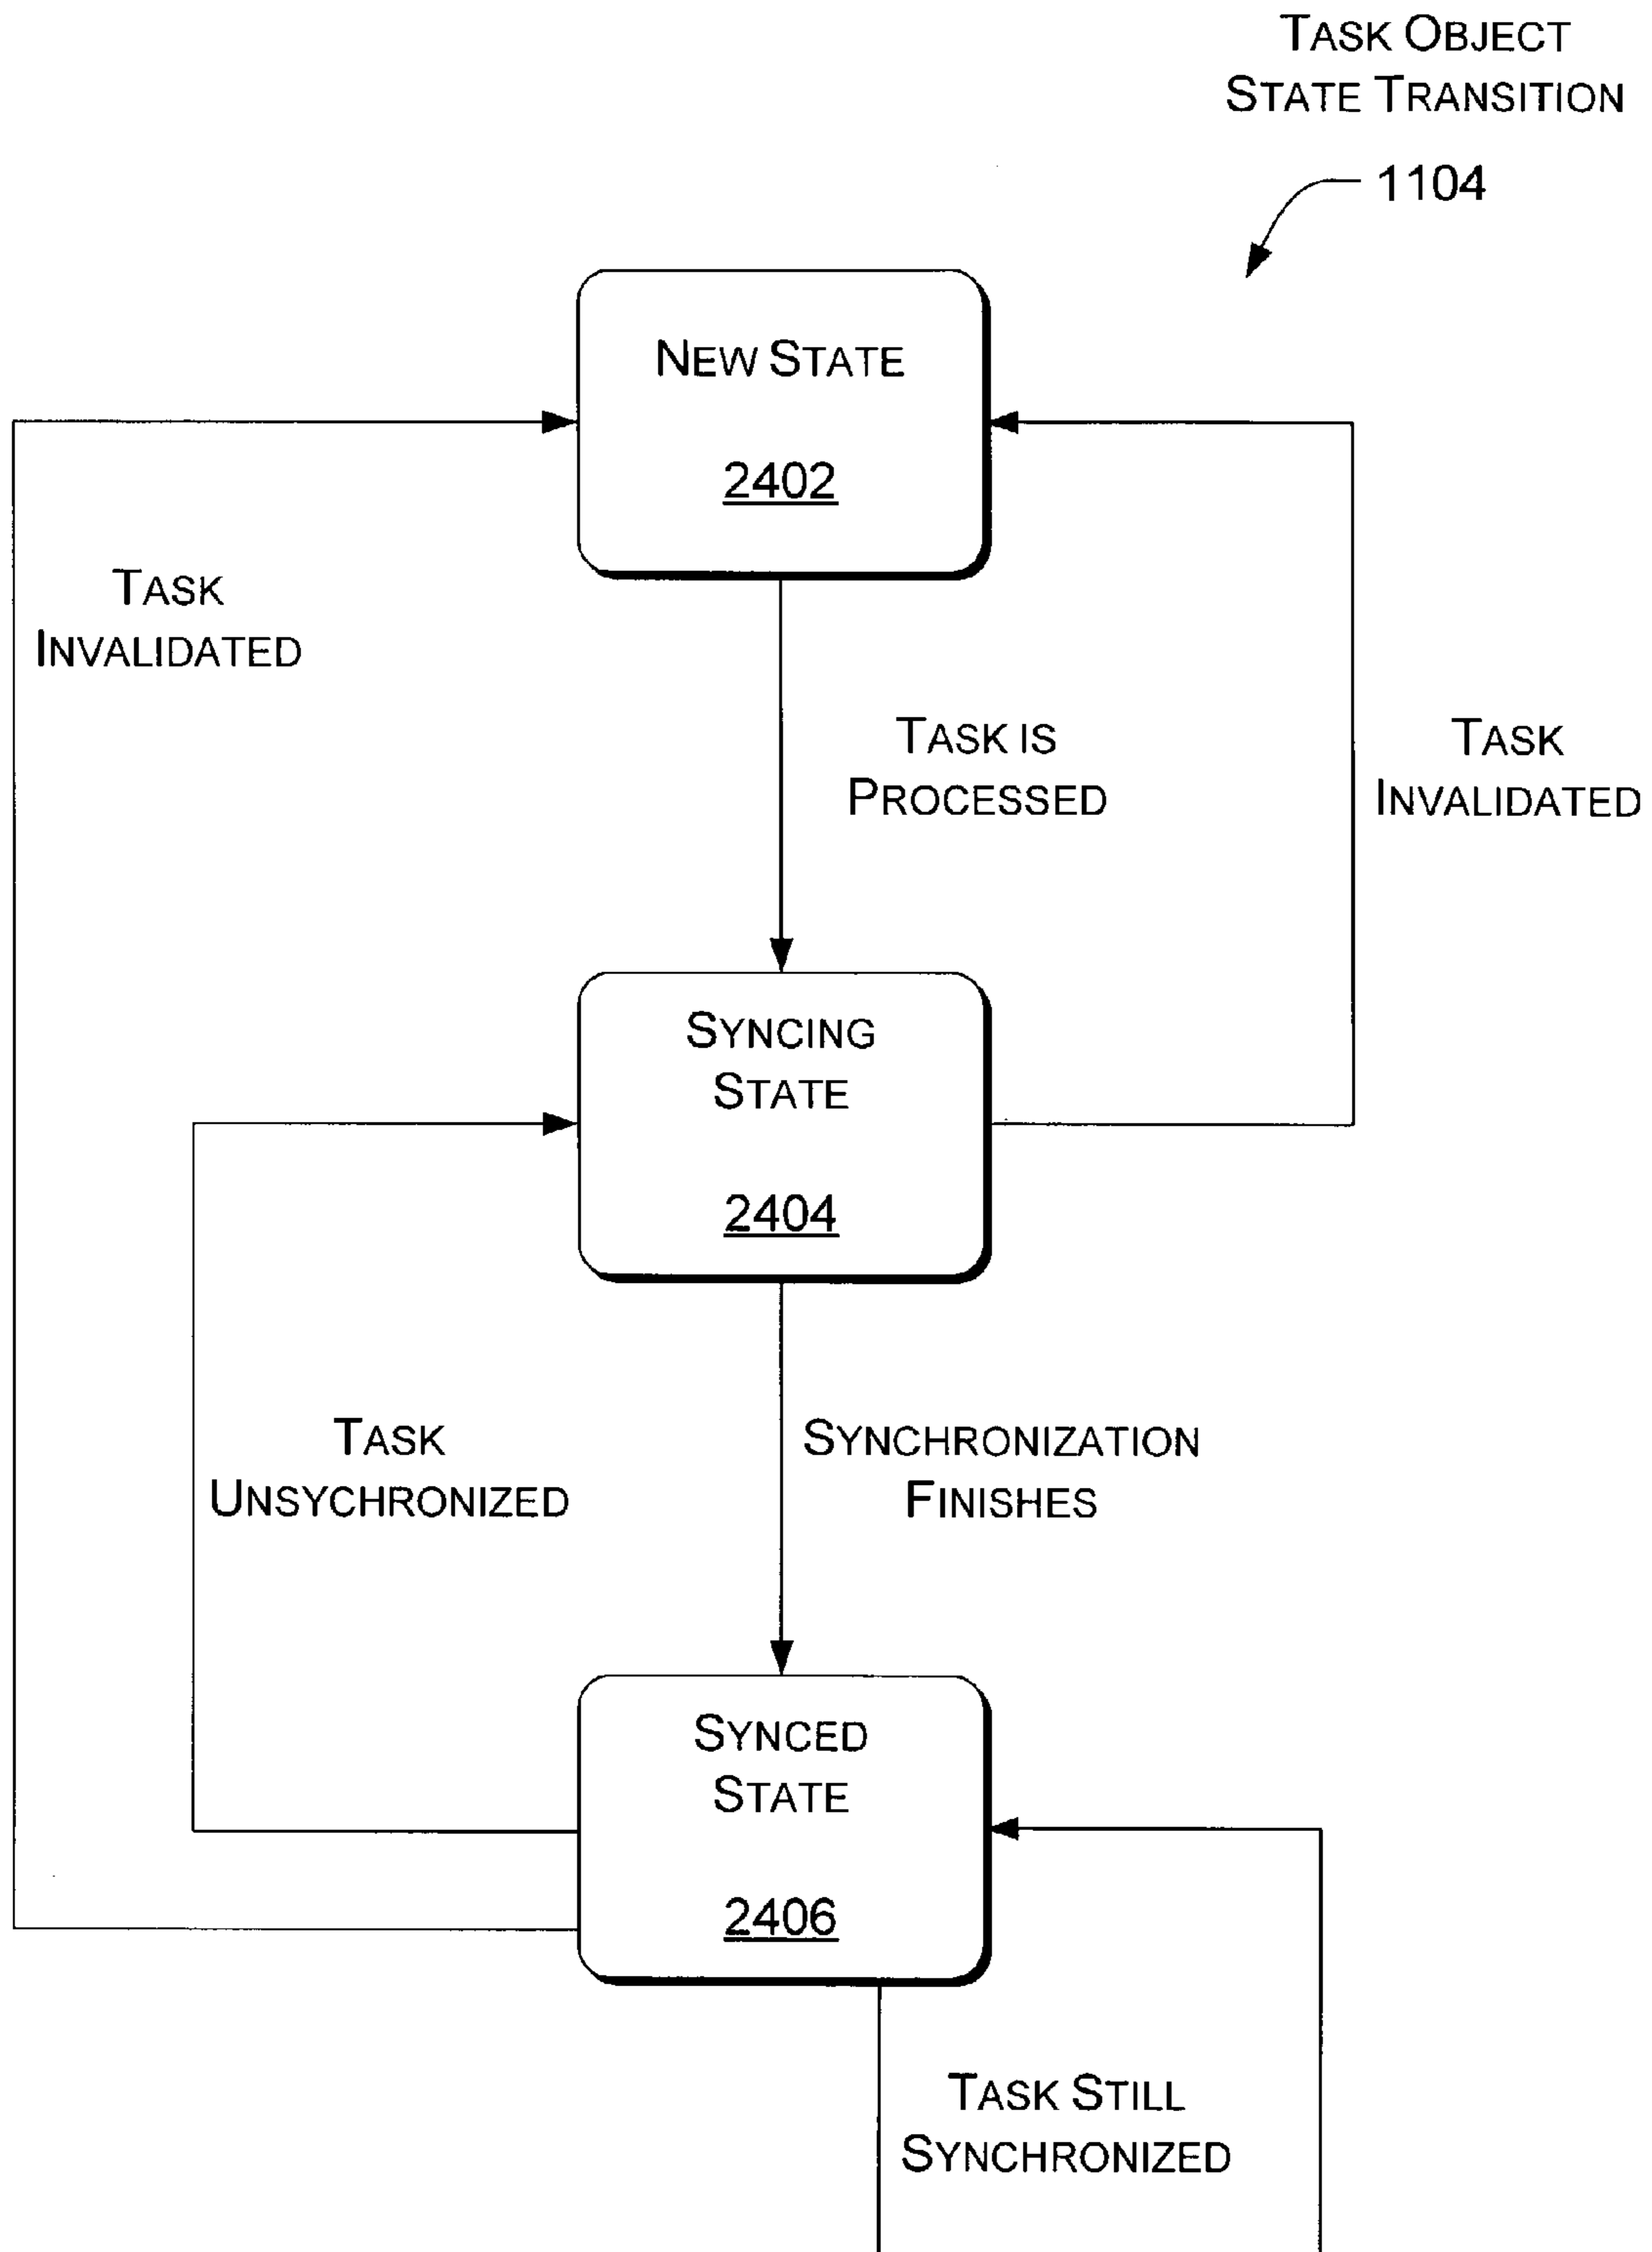 TASK OBJECT
STATE TRANSITION
1104
NEW STATE
2402
TASK
INVALIDATED
TASK IS
PROCESSED
TASK
INVALIDATED
SYNCING
STATE
2404
TASK
UNSYCHRONIZED
SYNCHRONIZATION
FINISHES
SYNCED
STATE
2406
TASK STILL
SYNCHRONIZED